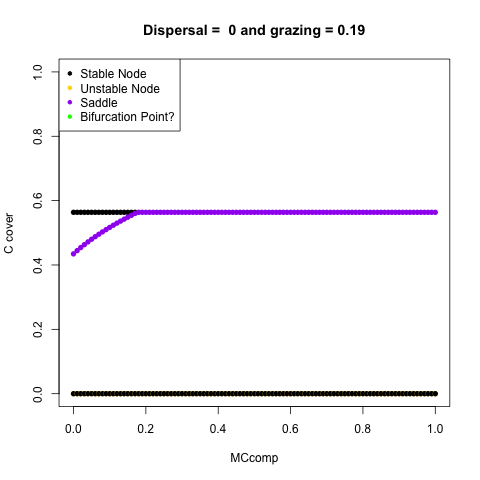 Dispersal =  0 and grazing = 0.19
Stable Node
Unstable Node
Saddle
Bifurcation Point?
1.0
0.8
0.6
0.4
0.2
0.0
C cover
0.0 0.2 0.4 0.6 0.8 1.0
MCcomp